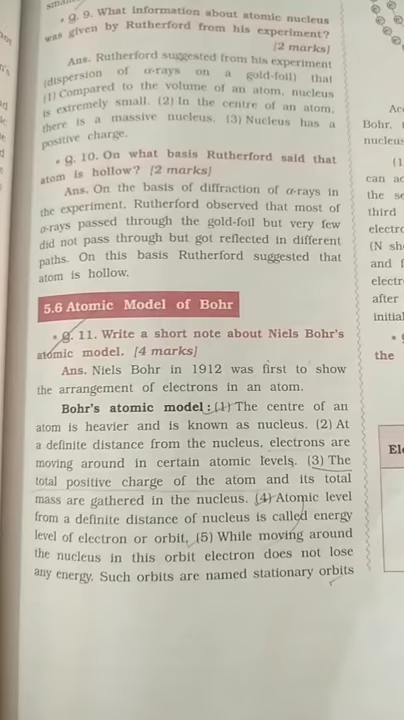 • Q. 9. What information about atomic nucleus
was given by Rutherford from his experiment?
[2 marks]
Ans. Rutherford suggested from his experiment
(dispersion of α-rays on a gold-foil) that
(1) Compared to the volume of an atom, nucleus
is extremely small. (2) In the centre of an atom,
there is a massive nucleus. (3) Nucleus has a
positive charge.
• Q. 10. On what basis Rutherford said that
atom is hollow? [2 marks]
Ans. On the basis of diffraction of α-rays in
the experiment, Rutherford observed that most of
α-rays passed through the gold-foil but very few
did not pass through but got reflected in different
paths. On this basis Rutherford suggested that
atom is hollow.
5.6 Atomic Model of Bohr
• Q. 11. Write a short note about Niels Bohr's
atomic model. [4 marks]
Ans. Niels Bohr in 1912 was first to show
the arrangement of electrons in an atom.
Bohr's atomic model : (1) The centre of an
atom is heavier and is known as nucleus. (2) At
a definite distance from the nucleus, electrons are
moving around in certain atomic levels. (3) The
total positive charge of the atom and its total
mass are gathered in the nucleus. (4) Atomic level
from a definite distance of nucleus is called energy
level of electron or orbit. (5) While moving around
the nucleus in this orbit electron does not lose
any energy. Such orbits are named stationary orbits
Bohr,
nucleus
(1
can
the
third
(N
and
after
initial
the